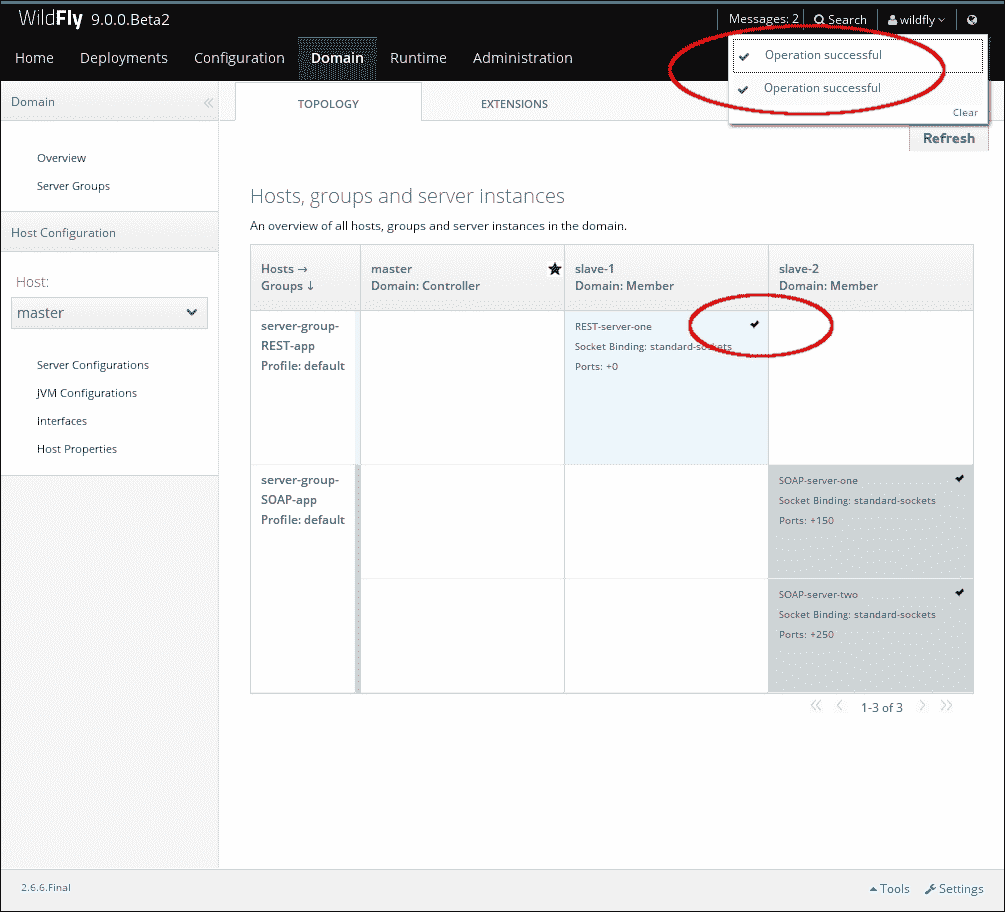 WildFly 9.0.0.Beta2
Messages: 2
Search
wildfly
Home
Deployments
Configuration
Domain
Runtime
Administration
Operation successful
Operation successful
Clear
Domain
TOPOLOGY
EXTENSIONS
Refresh
Overview
Server Groups
Host Configuration
Host:
master
Server Configurations
JVM Configurations
Interfaces
Host Properties
Hosts, groups and server instances
An overview of all hosts, groups and server instances in the domain.
Hosts →
Groups ↓
master
Domain: Controller
slave-1
Domain: Member
slave-2
Domain: Member
server-group-
REST-app
Profile: default
REST-server-one
Socket Binding: standard-sockets
Ports: +0
server-group-
SOAP-app
Profile: default
SOAP-server-one
Socket Binding: standard-sockets
Ports: +150
SOAP-server-two
Socket Binding: standard-sockets
Ports: +250
1-3 of 3
2.6.6.Final
Tools
Settings